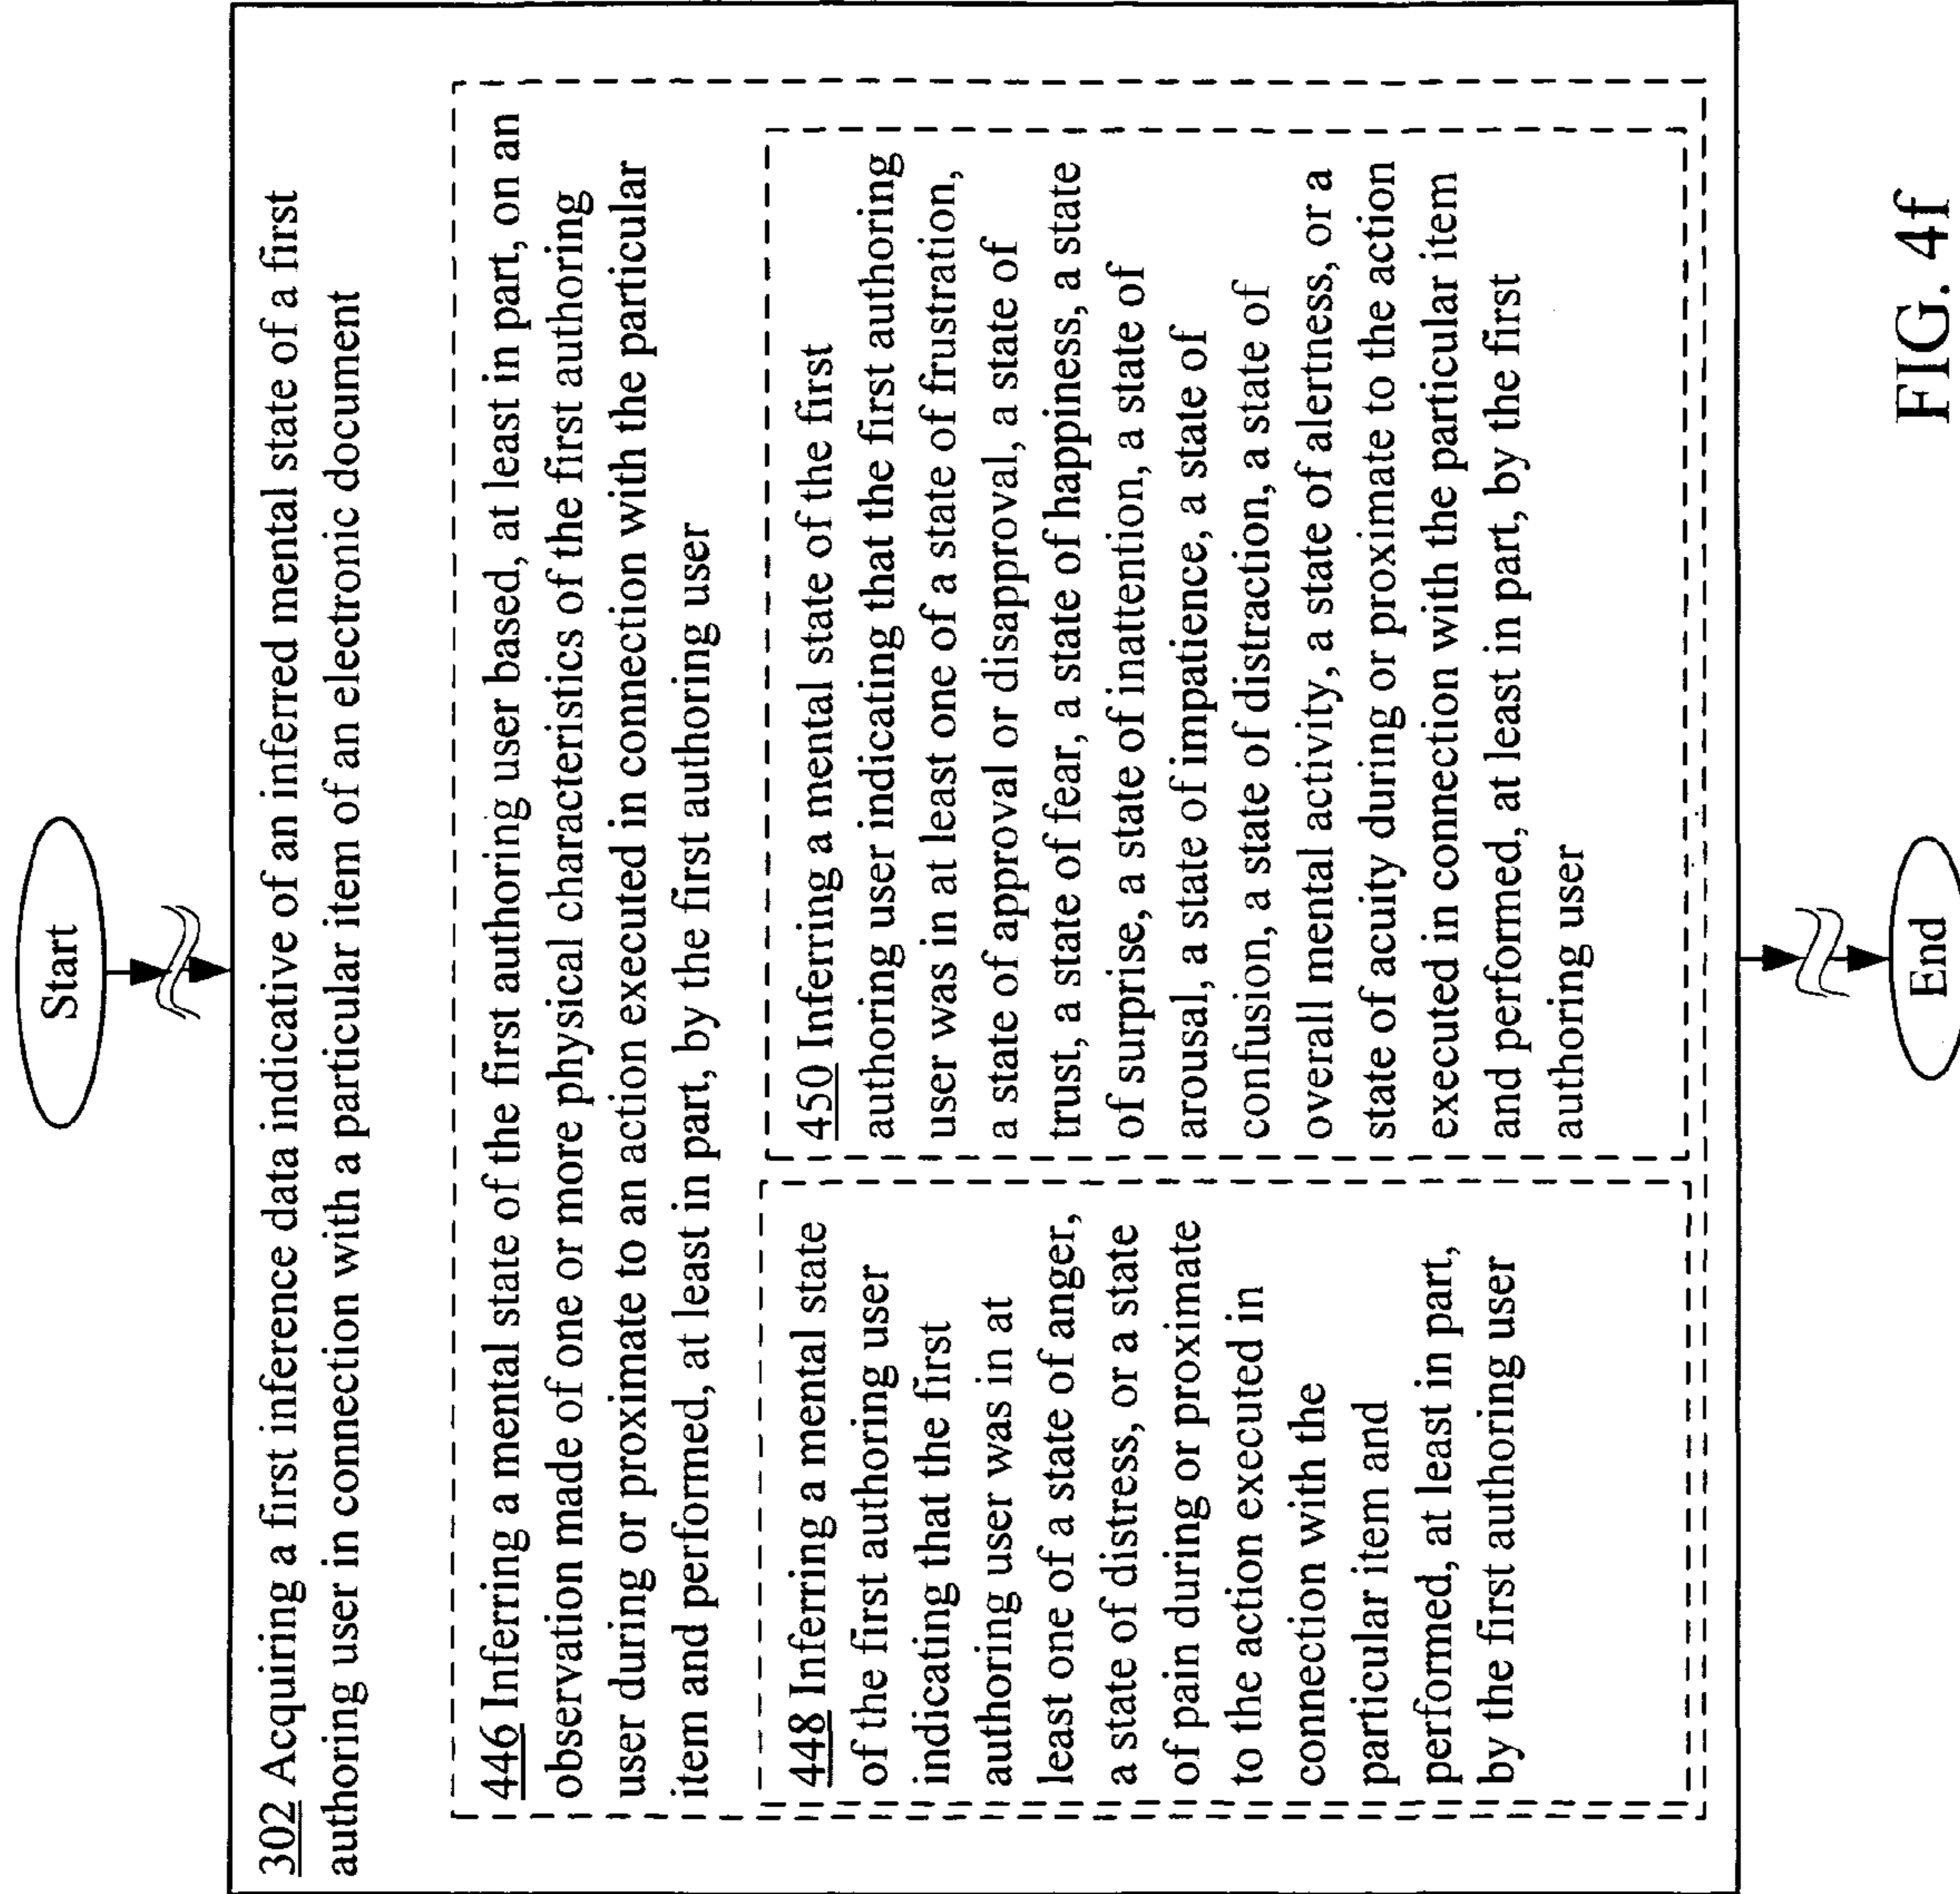 Start
302 Acquiring a first inference data indicative of an inferred mental state of a first
authoring user in connection with a particular item of an electronic document
446 Inferring a mental state of the first authoring user based, at least in part, on an
observation made of one or more physical characteristics of the first authoring
user during or proximate to an action executed in connection with the particular
item and performed, at least in part, by the first authoring user
448 Inferring a mental state
of the first authoring user
indicating that the first
authoring user was in at
least one of a state of anger,
a state of distress, or a state
of pain during or proximate
to the action executed in
connection with the
particular item and
performed, at least in part,
by the first authoring user
450 Inferring a mental state of the first
authoring user indicating that the first authoring
user was in at least one of a state of frustration,
a state of approval or disapproval, a state of
trust, a state of fear, a state of happiness, a state
of surprise, a state of inattention, a state of
arousal, a state of impatience, a state of
confusion, a state of distraction, a state of
overall mental activity, a state of alertness, or a
state of acuity during or proximate to the action
executed in connection with the particular item
and performed, at least in part, by the first
authoring user
End
FIG. 4f